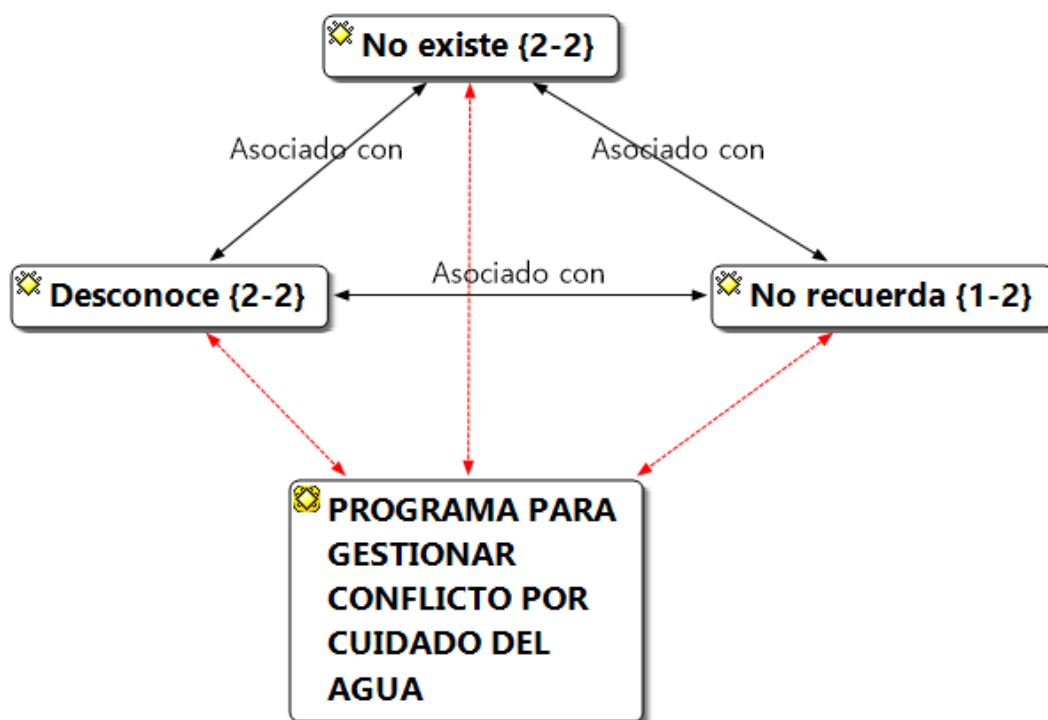 No existe {2-2}
Asociado con
Asociado con
Asociado con
Desconoce {2-2}
No recuerda {1-2}
PROGRAMA PARA
GESTIONAR
CONFLICTO POR
CUIDADO DEL
AGUA